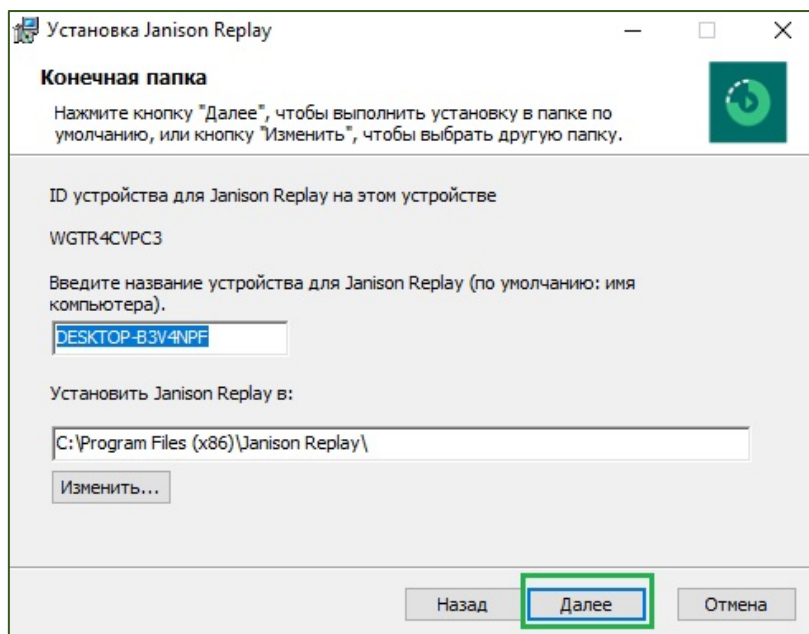 Установка Janison Replay
Конечная папка
Нажмите кнопку "Далее", чтобы выполнить установку в папке по
умолчанию, или кнопку "Изменить", чтобы выбрать другую папку.
ID устройства для Janison Replay на этом устройстве
WGTR4CVPC3
Введите название устройства для Janison Replay (по умолчанию: имя
компьютера).
DESKTOP-B3V4NPF
Установить Janison Replay в:
C:\Program Files (x86)\Janison Replay\
Изменить...
Назад Далее Отмена